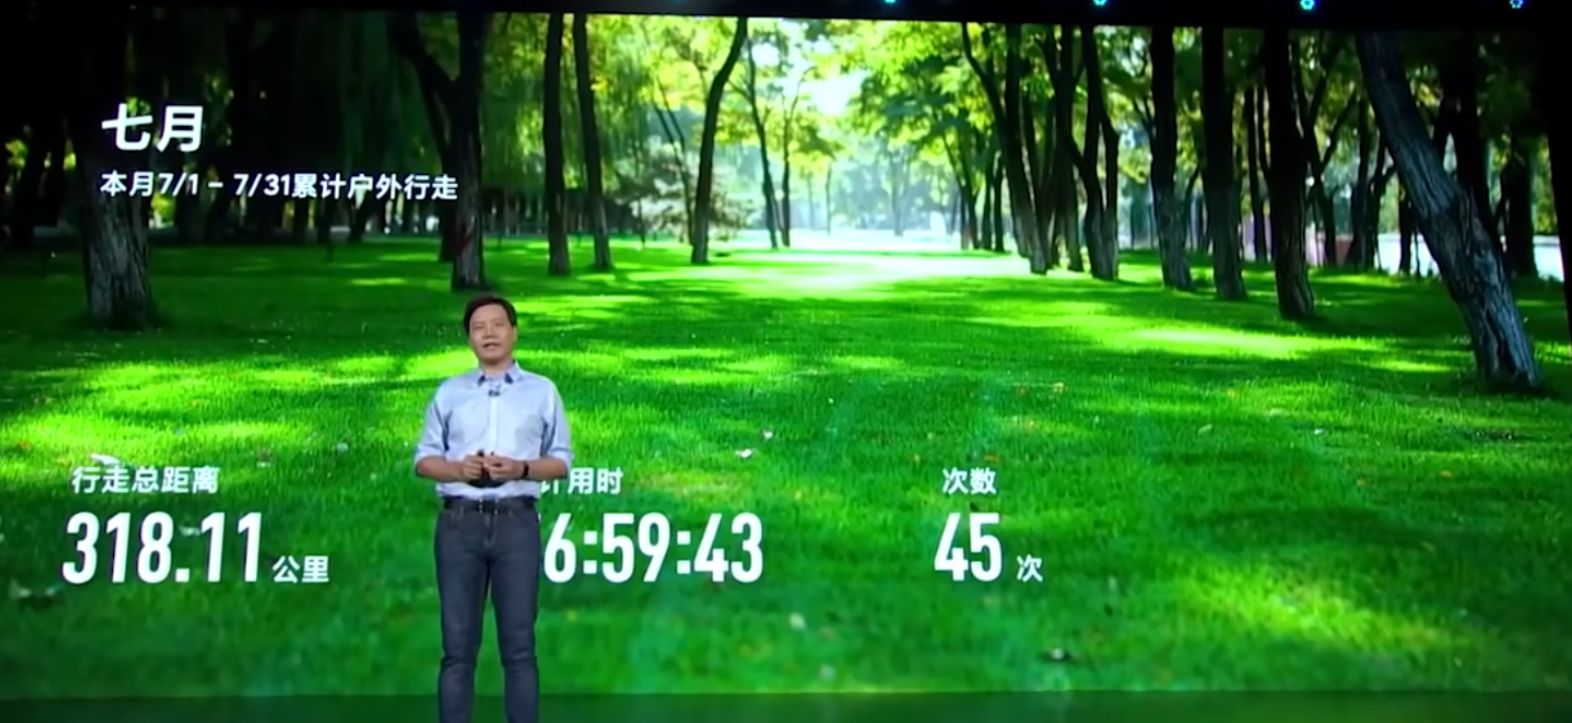 七月
本月7/1 - 7/31累计户外行走
行走总距离
318.11 公里
计用时
6:59:43
次数
45 次